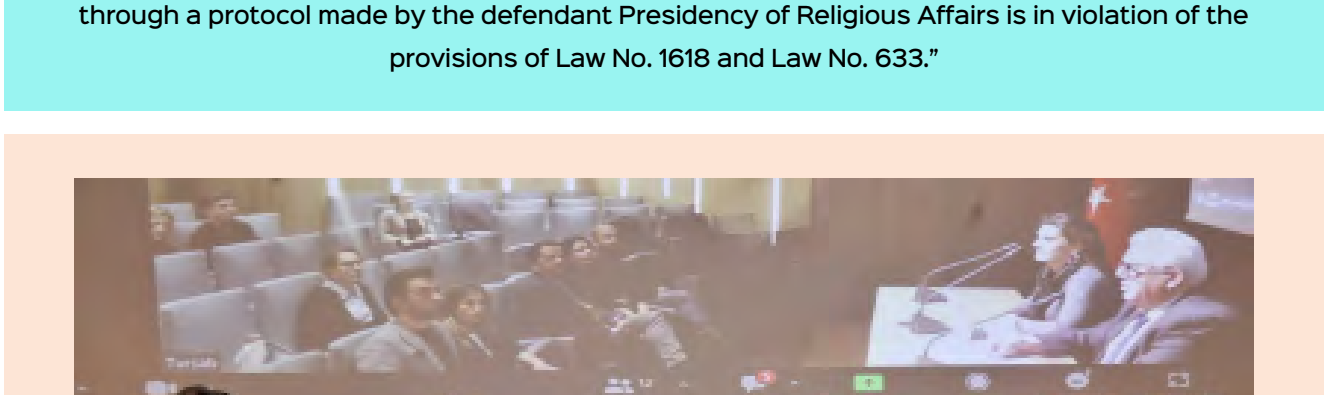 through a protocol made by the defendant Presidency of Religious Affairs is in violation of the
provisions of Law No. 1618 and Law No. 633.”
12